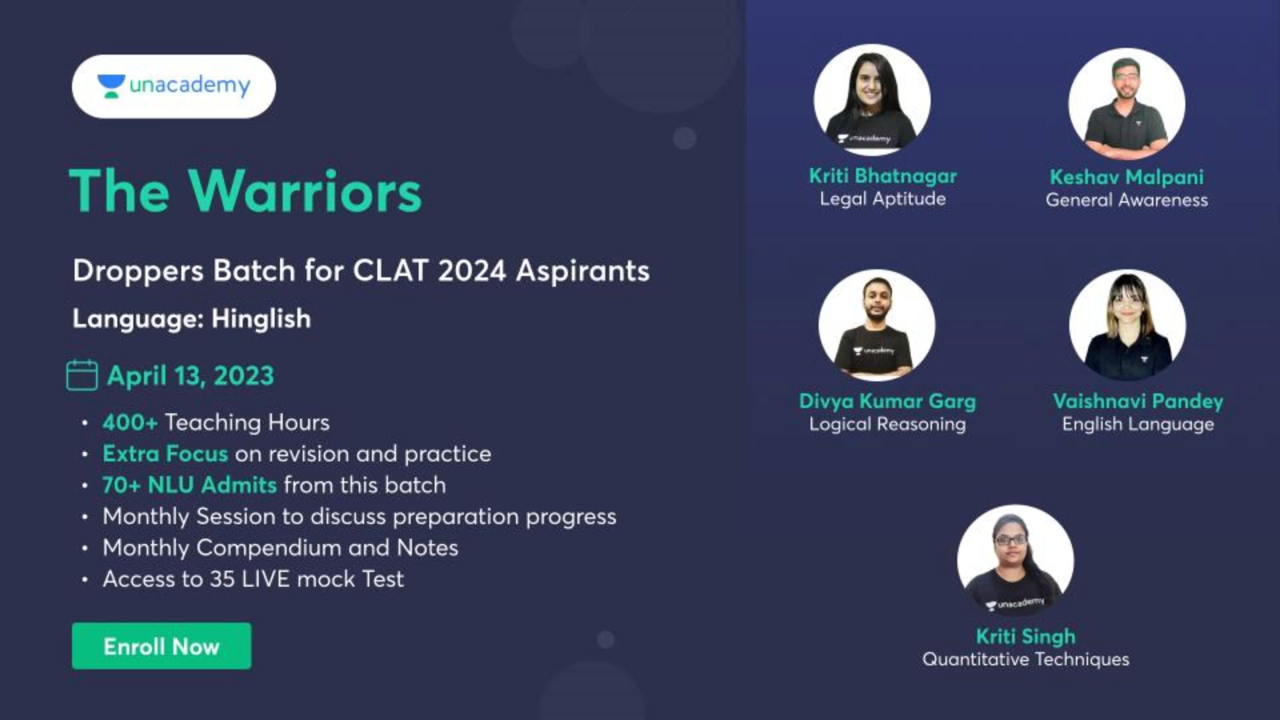 unacademy
The Warriors
Droppers Batch for CLAT 2024 Aspirants
Language: Hinglish
April 13, 2023
• 400+ Teaching Hours
• Extra Focus on revision and practice
• 70+ NLU Admits from this batch
• Monthly Session to discuss preparation progress
• Monthly Compendium and Notes
• Access to 35 LIVE mock Test
Enroll Now
unacademy
Kriti Bhatnagar
Legal Aptitude
Keshav Malpani
General Awareness
unacademy
Divya Kumar Garg
Logical Reasoning
Vaishnavi Pandey
English Language
unacademy
Kriti Singh
Quantitative Techniques